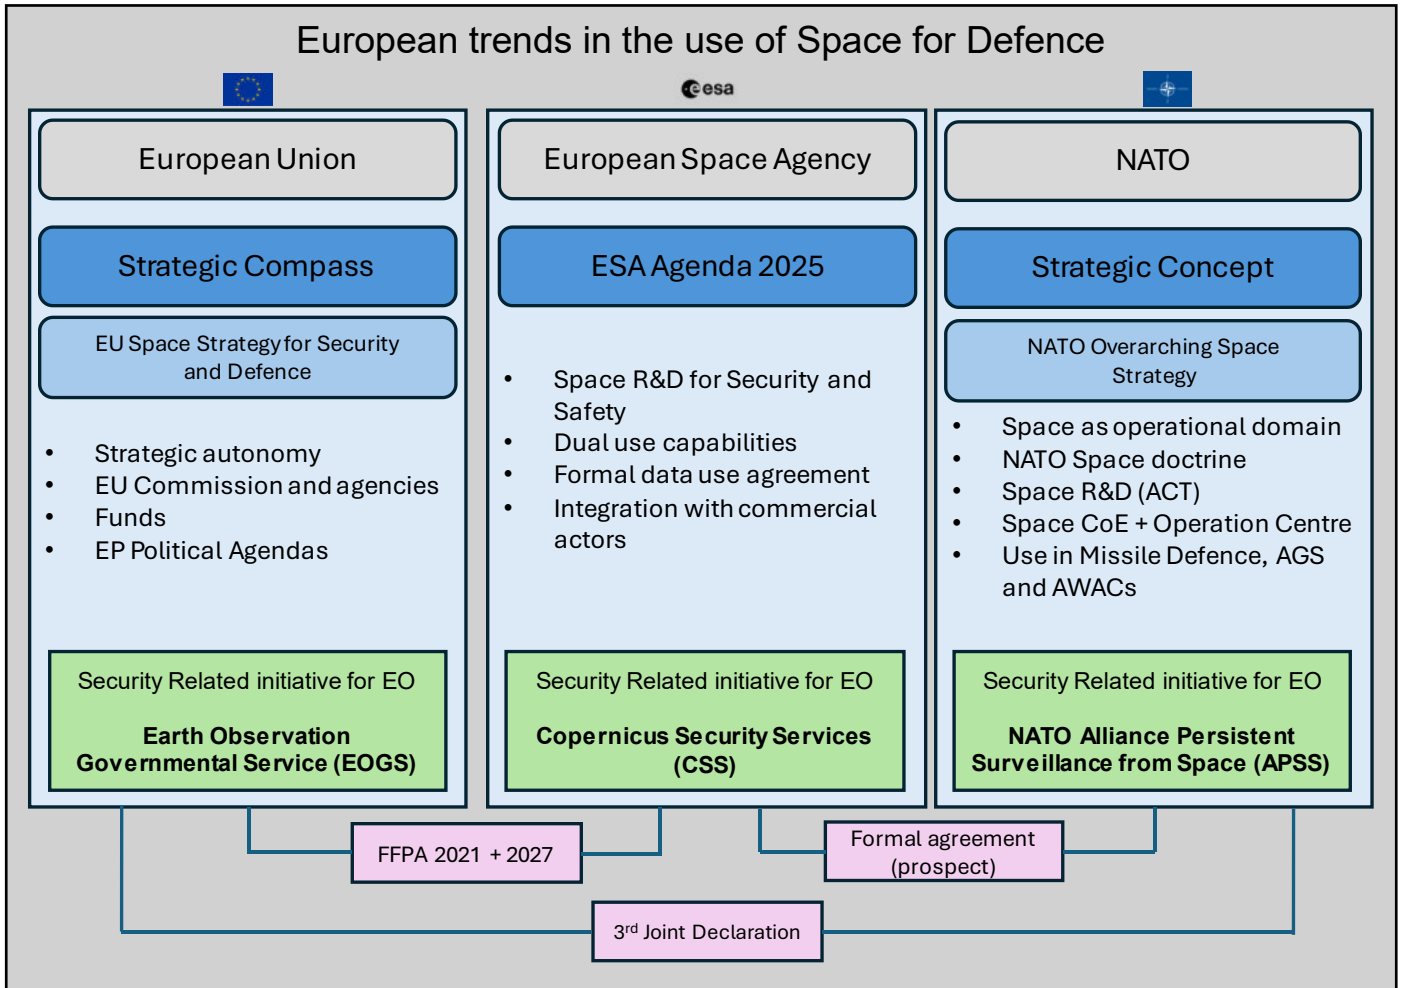 European trends in the use of Space for Defence
esa
European Union
Strategic Compass
EU Space Strategy for Security
and Defence
• Strategic autonomy
• EU Commission and agencies
• Funds
• EP Political Agendas
Security Related initiative for EO
Earth Observation
Governmental Service (EOGS)
European Space Agency
ESA Agenda 2025
• Space R&D for Security and
Safety
• Dual use capabilities
• Formal data use agreement
• Integration with commercial
actors
Security Related initiative for EO
Copernicus Security Services
(CSS)
NATO
Strategic Concept
NATO Overarching Space
Strategy
• Space as operational domain
• NATO Space doctrine
• Space R&D (ACT)
• Space CoE + Operation Centre
• Use in Missile Defence, AGS
and AWACs
Security Related initiative for EO
NATO Alliance Persistent
Surveillance from Space (APSS)
FFPA 2021 + 2027
Formal agreement
(prospect)
3rd Joint Declaration